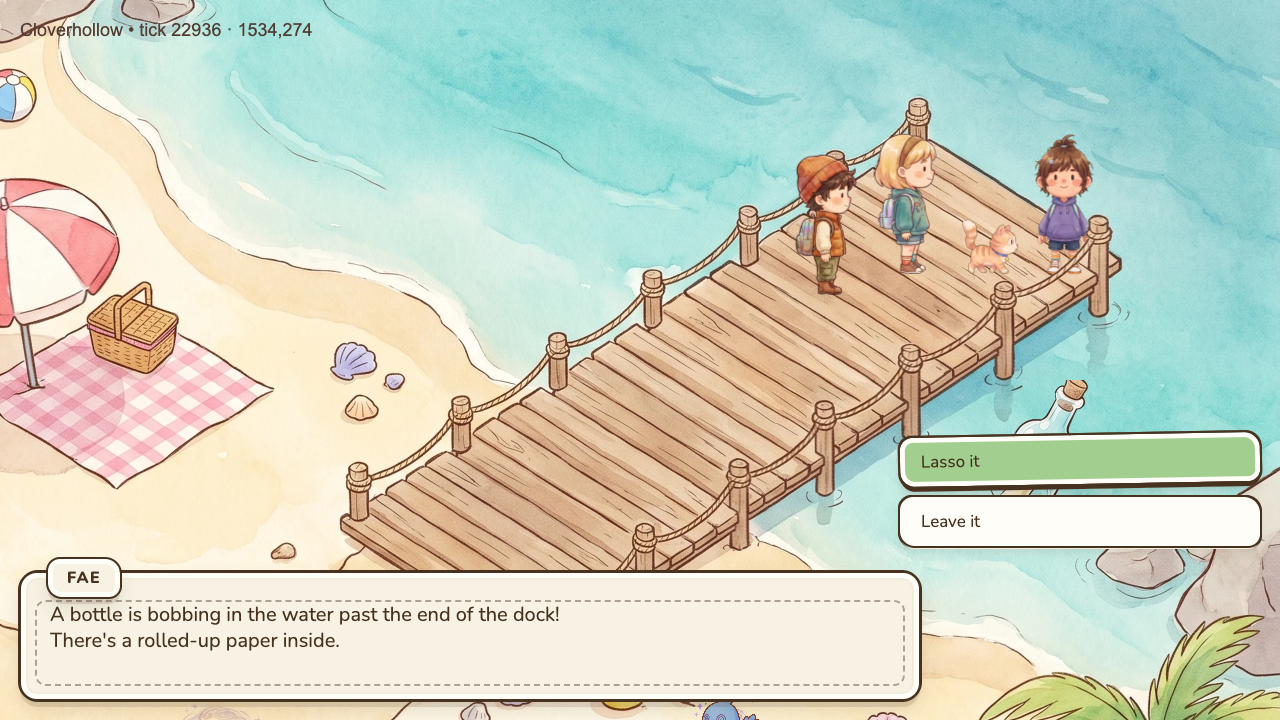 Cloverhollow • tick 22936 · 1534,274
Lasso it
Leave it
FAE
A bottle is bobbing in the water past the end of the dock!
There's a rolled-up paper inside.